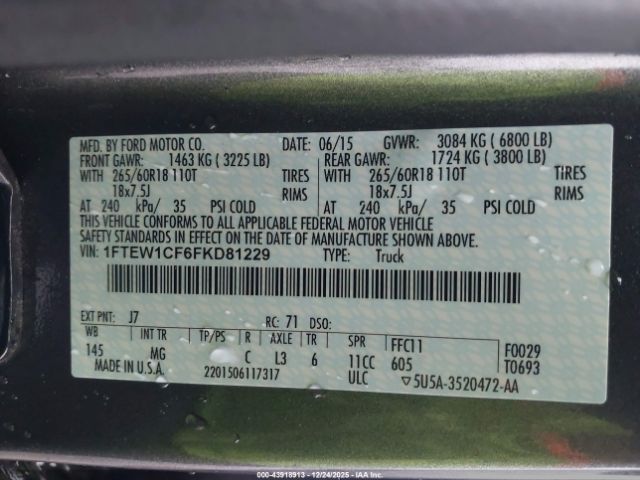 MFD. BY FORD MOTOR CO. DATE: 06/15 GVWR: 3084 KG ( 6800 LB)
FRONT GAWR: 1463 KG ( 3225 LB) REAR GAWR: 1724 KG ( 3800 LB)
WITH 265/60R18 110T TIRES WITH 265/60R18 110T TIRES
18x7.5J RIMS 18x7.5J RIMS
AT 240 kPa/ 35 PSI COLD AT 240 kPa/ 35 PSI COLD
THIS VEHICLE CONFORMS TO ALL APPLICABLE FEDERAL MOTOR VEHICLE
SAFETY STANDARDS IN EFFECT ON THE DATE OF MANUFACTURE SHOWN ABOVE.
VIN: 1FTEW1CF6FKD81229 TYPE: Truck
EXT PNT: J7 RC: 71 DSO:
WB INT TR TP/PS R AXLE TR SPR FFC11 F0029
145 MG C L3 6 11CC 605 T0693
MADE IN U.S.A. 2201506117317 ULC ▽5U5A-3520472-AA
000-43918913 - 12/24/2025 - IAAI.COM